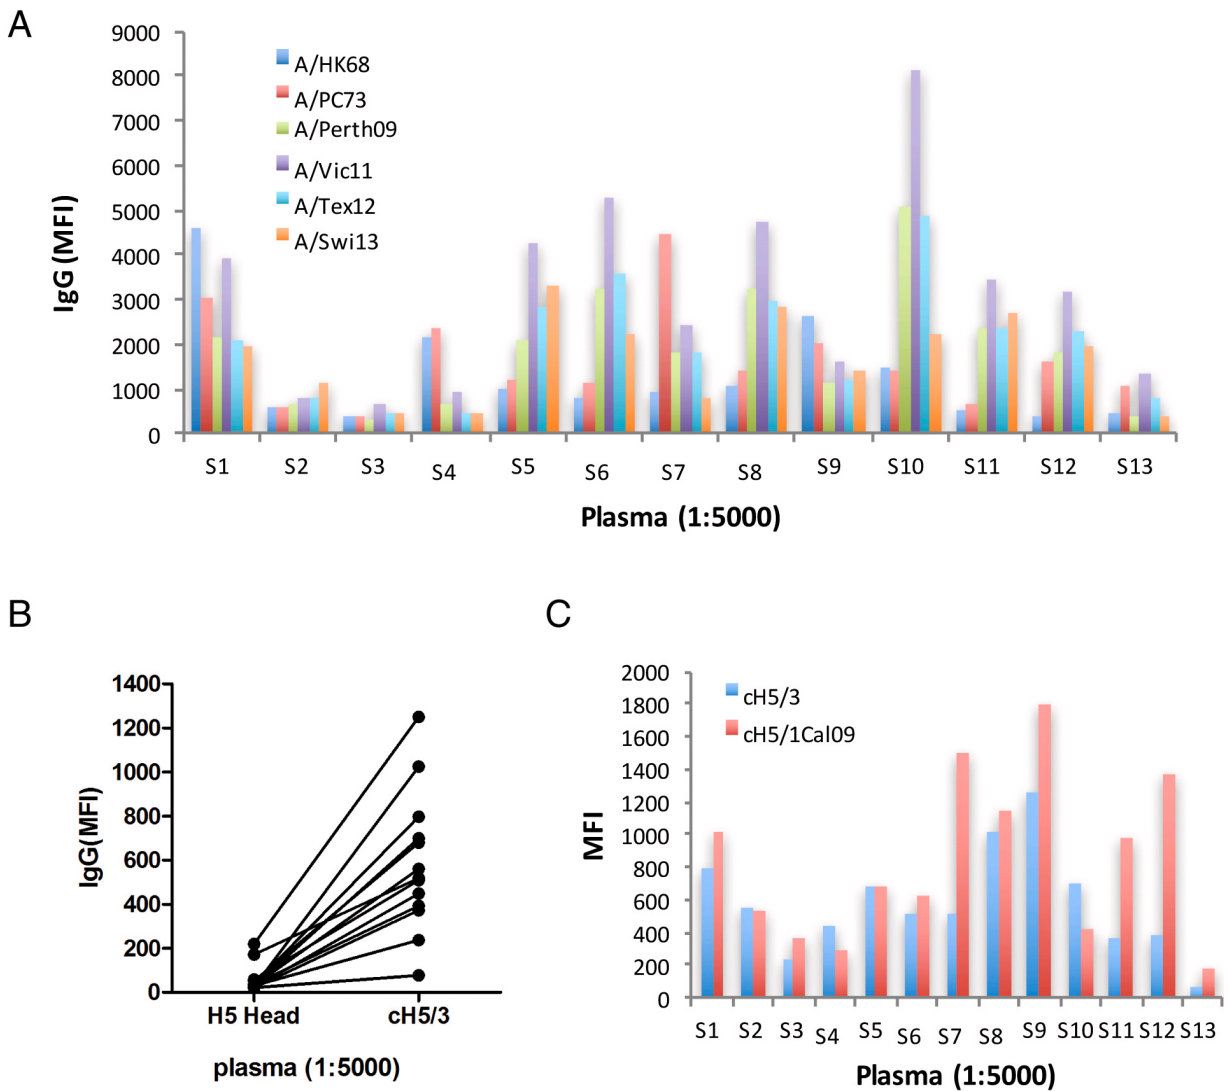 A
9000
8000
7000
6000
5000
4000
3000
2000
1000
0
IgG (MFI)
A/HK68
A/PC73
A/Perth09
A/Vic11
A/Tex12
A/Swi13
S1 S2 S3 S4 S5 S6 S7 S8 S9 S10 S11 S12 S13
Plasma (1:5000)
B
1400
1200
1000
800
600
400
200
0
IgG(MFI)
H5 Head cH5/3
plasma (1:5000)
C
2000
1800
1600
1400
1200
1000
800
600
400
200
0
MFI
cH5/3
cH5/1Cal09
S1 S2 S3 S4 S5 S6 S7 S8 S9 S10 S11 S12 S13
Plasma (1:5000)